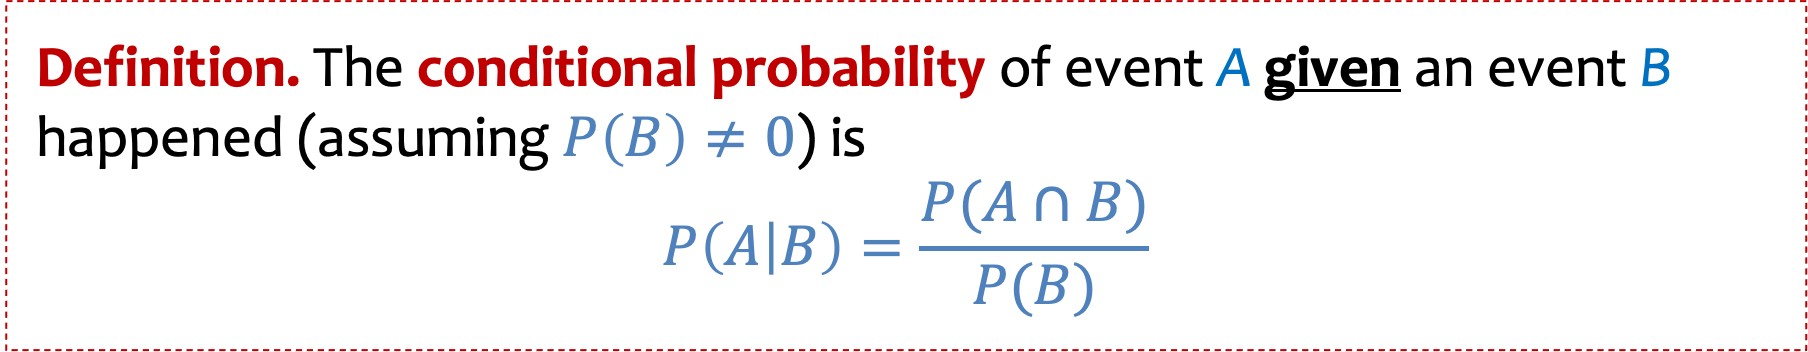 Definition. The conditional probability of event A given an event B
happened (assuming P(B) ≠ 0) is
P(A|B) = P(A ∩ B) / P(B)